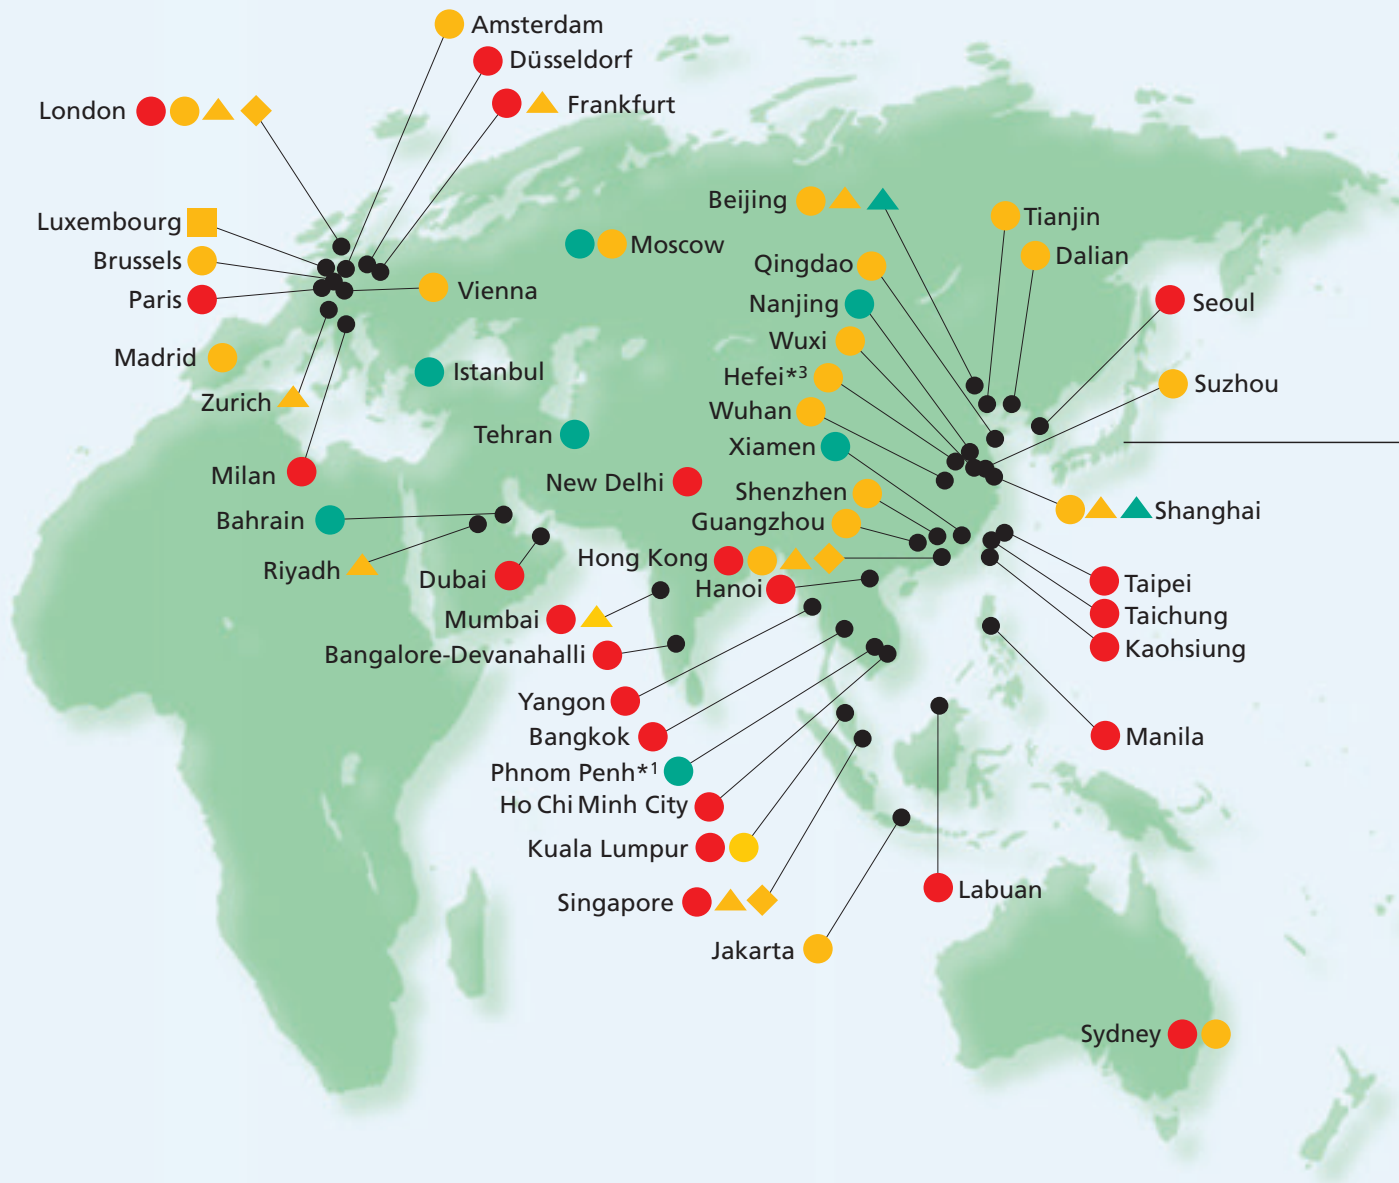 Amsterdam
Düsseldorf
Frankfurt
London
Luxembourg
Brussels
Paris
Vienna
Madrid
Istanbul
Zurich
Tehran
Milan
Bahrain
Riyadh
Dubai
Moscow
Beijing
Qingdao
Nanjing
Wuxi
Hefei*3
Wuhan
Xiamen
New Delhi
Shenzhen
Guangzhou
Hong Kong
Hanoi
Mumbai
Bangalore-Devanahalli
Yangon
Bangkok
Phnom Penh*1
Ho Chi Minh City
Kuala Lumpur
Singapore
Jakarta
Tianjin
Dalian
Seoul
Suzhou
Shanghai
Taipei
Taichung
Kaohsiung
Manila
Labuan
Sydney